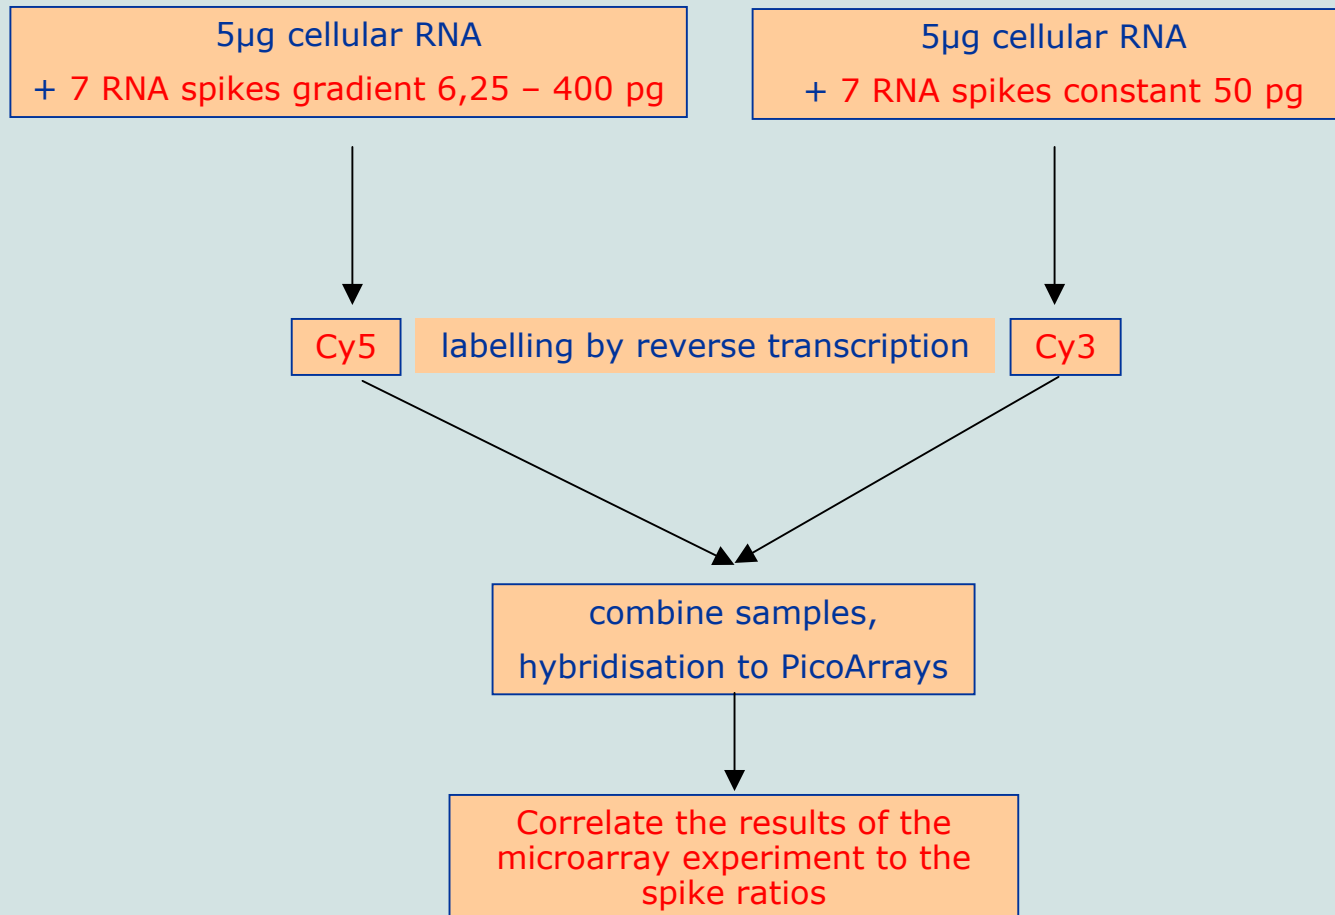 5µg cellular RNA
+ 7 RNA spikes gradient 6,25 – 400 pg
5µg cellular RNA
+ 7 RNA spikes constant 50 pg
Cy5
labelling by reverse transcription
Cy3
combine samples,
hybridisation to PicoArrays
Correlate the results of the
microarray experiment to the
spike ratios